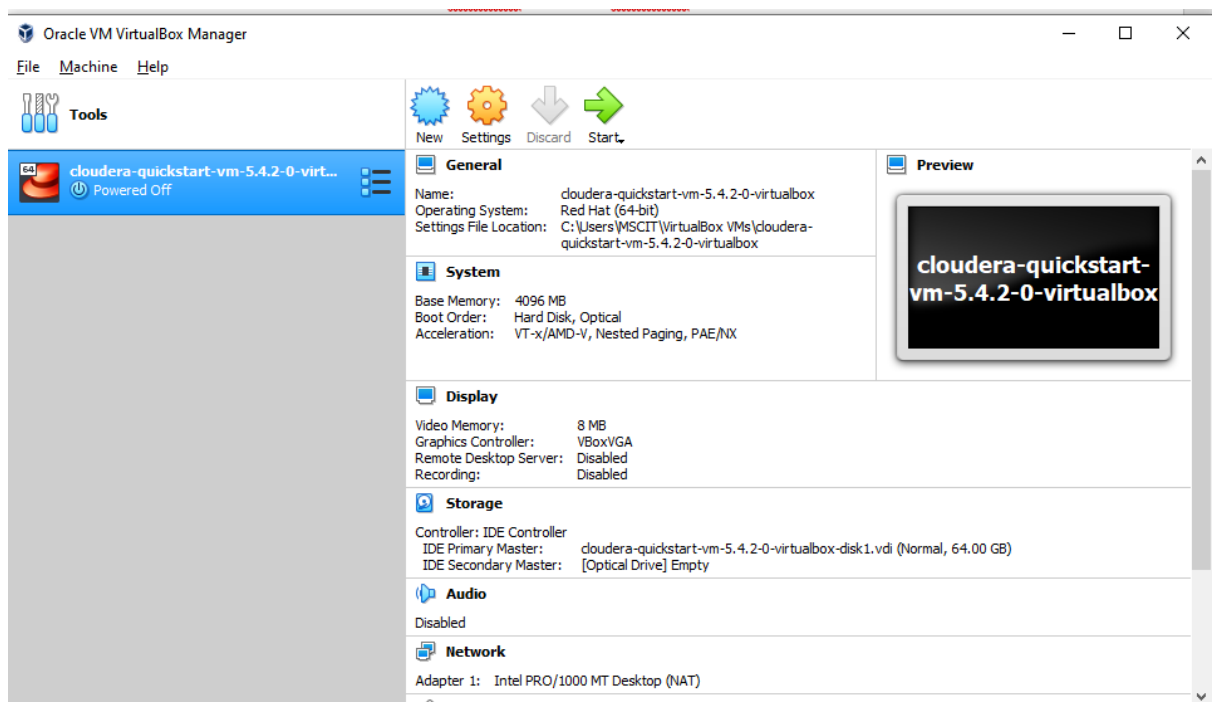 Oracle VM VirtualBox Manager
File Machine Help
Tools
New Settings Discard Start
64
cloudera-quickstart-vm-5.4.2-0-virt...
Powered Off
General
Name: cloudera-quickstart-vm-5.4.2-0-virtualbox
Operating System: Red Hat (64-bit)
Settings File Location: C:\Users\MSCIT\VirtualBox VMs\cloudera-
quickstart-vm-5.4.2-0-virtualbox
Preview
cloudera-quickstart-
vm-5.4.2-0-virtualbox
System
Base Memory: 4096 MB
Boot Order: Hard Disk, Optical
Acceleration: VT-x/AMD-V, Nested Paging, PAE/NX
Display
Video Memory: 8 MB
Graphics Controller: VBoxVGA
Remote Desktop Server: Disabled
Recording: Disabled
Storage
Controller: IDE Controller
IDE Primary Master: cloudera-quickstart-vm-5.4.2-0-virtualbox-disk1.vdi (Normal, 64.00 GB)
IDE Secondary Master: [Optical Drive] Empty
Audio
Disabled
Network
Adapter 1: Intel PRO/1000 MT Desktop (NAT)